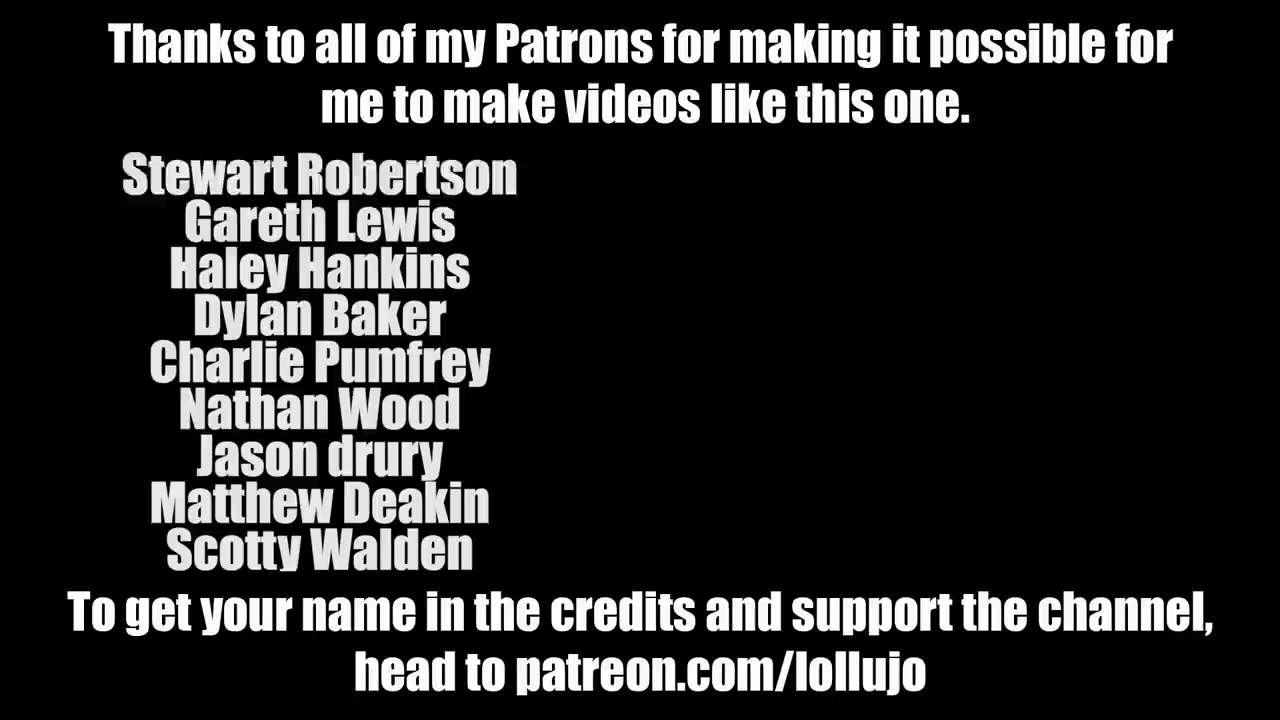 Thanks to all of my Patrons for making it possible for
me to make videos like this one.
Stewart Robertson
Gareth Lewis
Haley Hankins
Dylan Baker
Charlie Pumfrey
Nathan Wood
Jason drury
Matthew Deakin
Scotty Walden
To get your name in the credits and support the channel,
head to patreon.com/lollujo